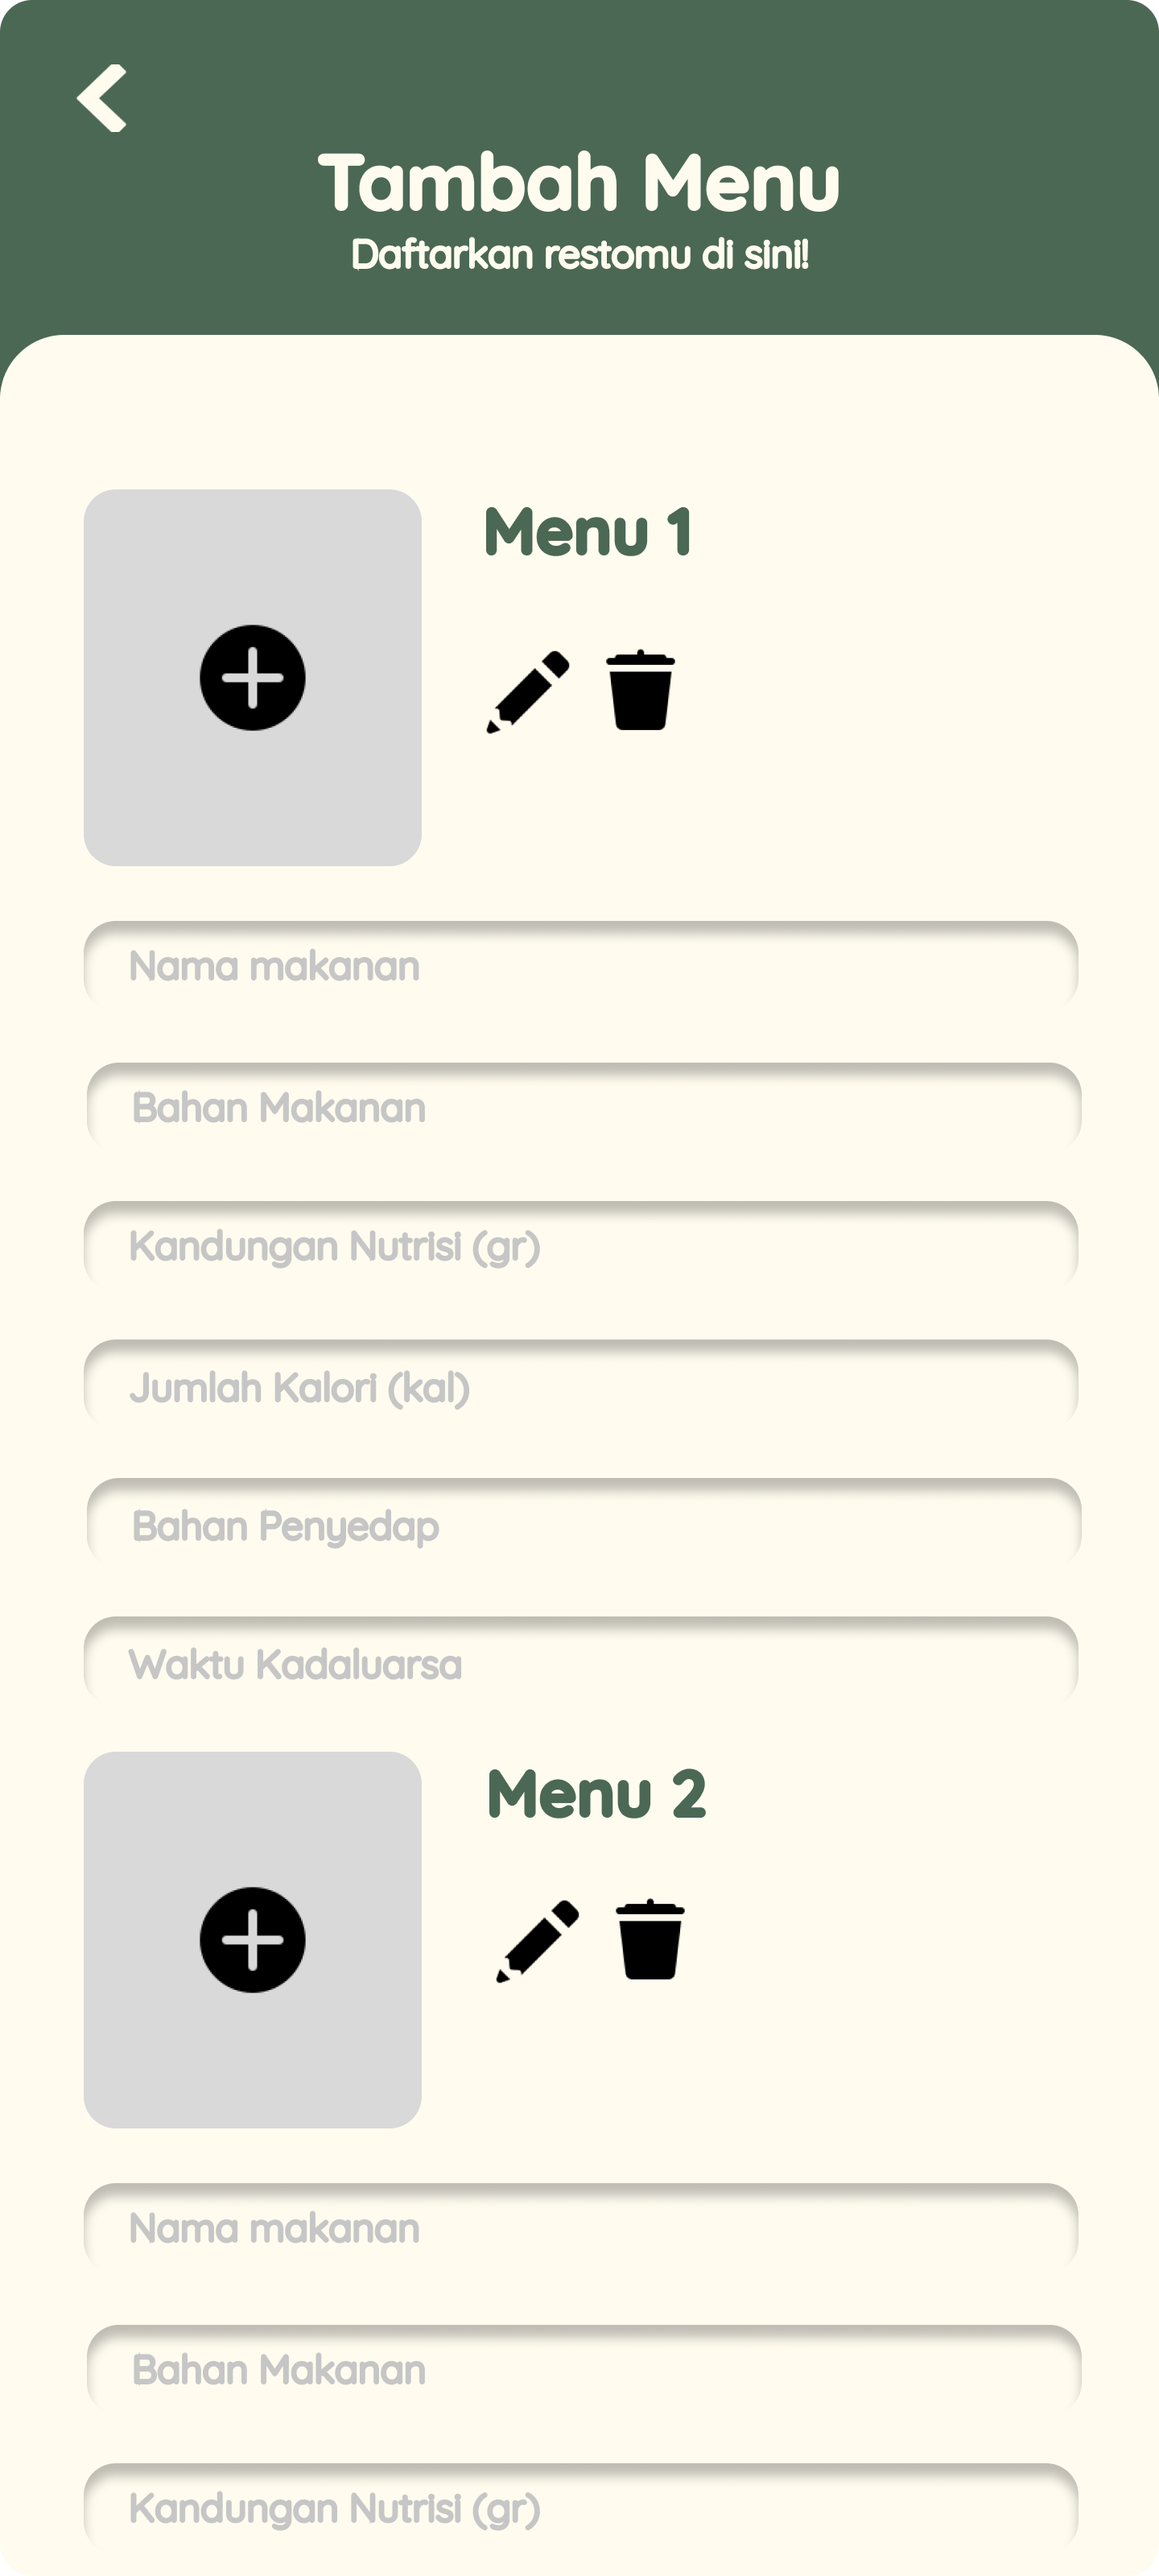 Tambah Menu
Daftarkan restomu di sini!
Menu 1
Nama makanan
Bahan Makanan
Kandungan Nutrisi (gr)
Jumlah Kalori (kal)
Bahan Penyedap
Waktu Kadaluarsa
Menu 2
Nama makanan
Bahan Makanan
Kandungan Nutrisi (gr)